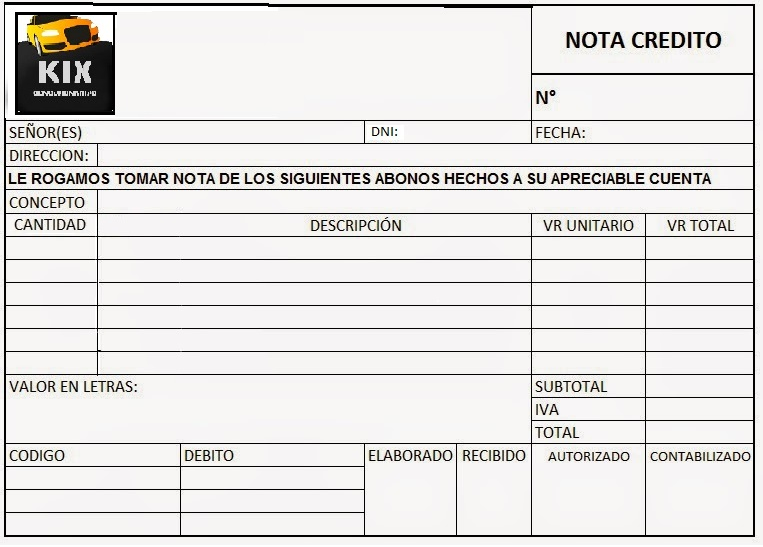 KIX
NOTA CREDITO
N°
SEÑOR(ES) DNI: FECHA:
DIRECCION:
LE ROGAMOS TOMAR NOTA DE LOS SIGUIENTES ABONOS HECHOS A SU APRECIABLE CUENTA
CONCEPTO
CANTIDAD DESCRIPCIÓN VR UNITARIO VR TOTAL
VALOR EN LETRAS: SUBTOTAL
IVA
TOTAL
CODIGO DEBITO ELABORADO RECIBIDO AUTORIZADO CONTABILIZADO